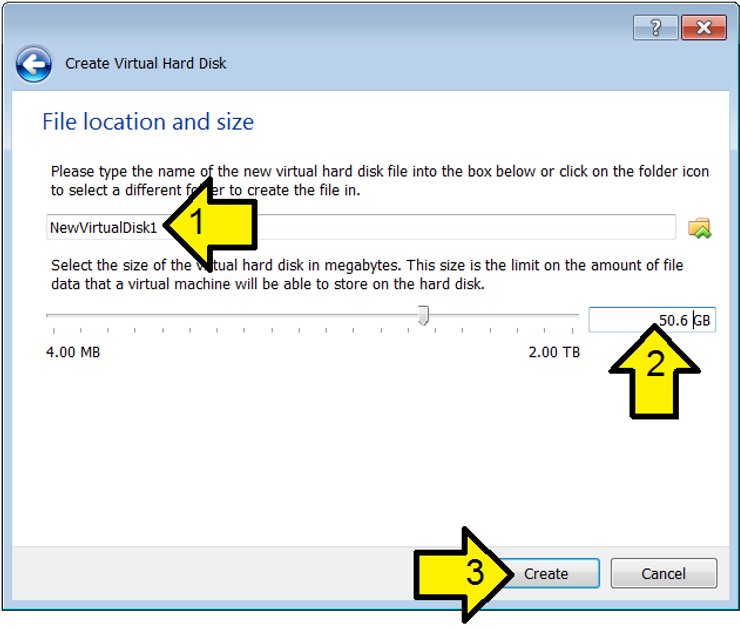 ?
X
Create Virtual Hard Disk
File location and size
Please type the name of the new virtual hard disk file into the box below or click on the folder icon
to select a different fo er to create the file in.
NewVirtualDisk1
1
Select the size of the virtual hard disk in megabytes. This size is the limit on the amount of file
data that a virtual machine will be able to store on the hard disk.
50.6 GB
4.00 MB 2.00 TB
2
3 Create Cancel